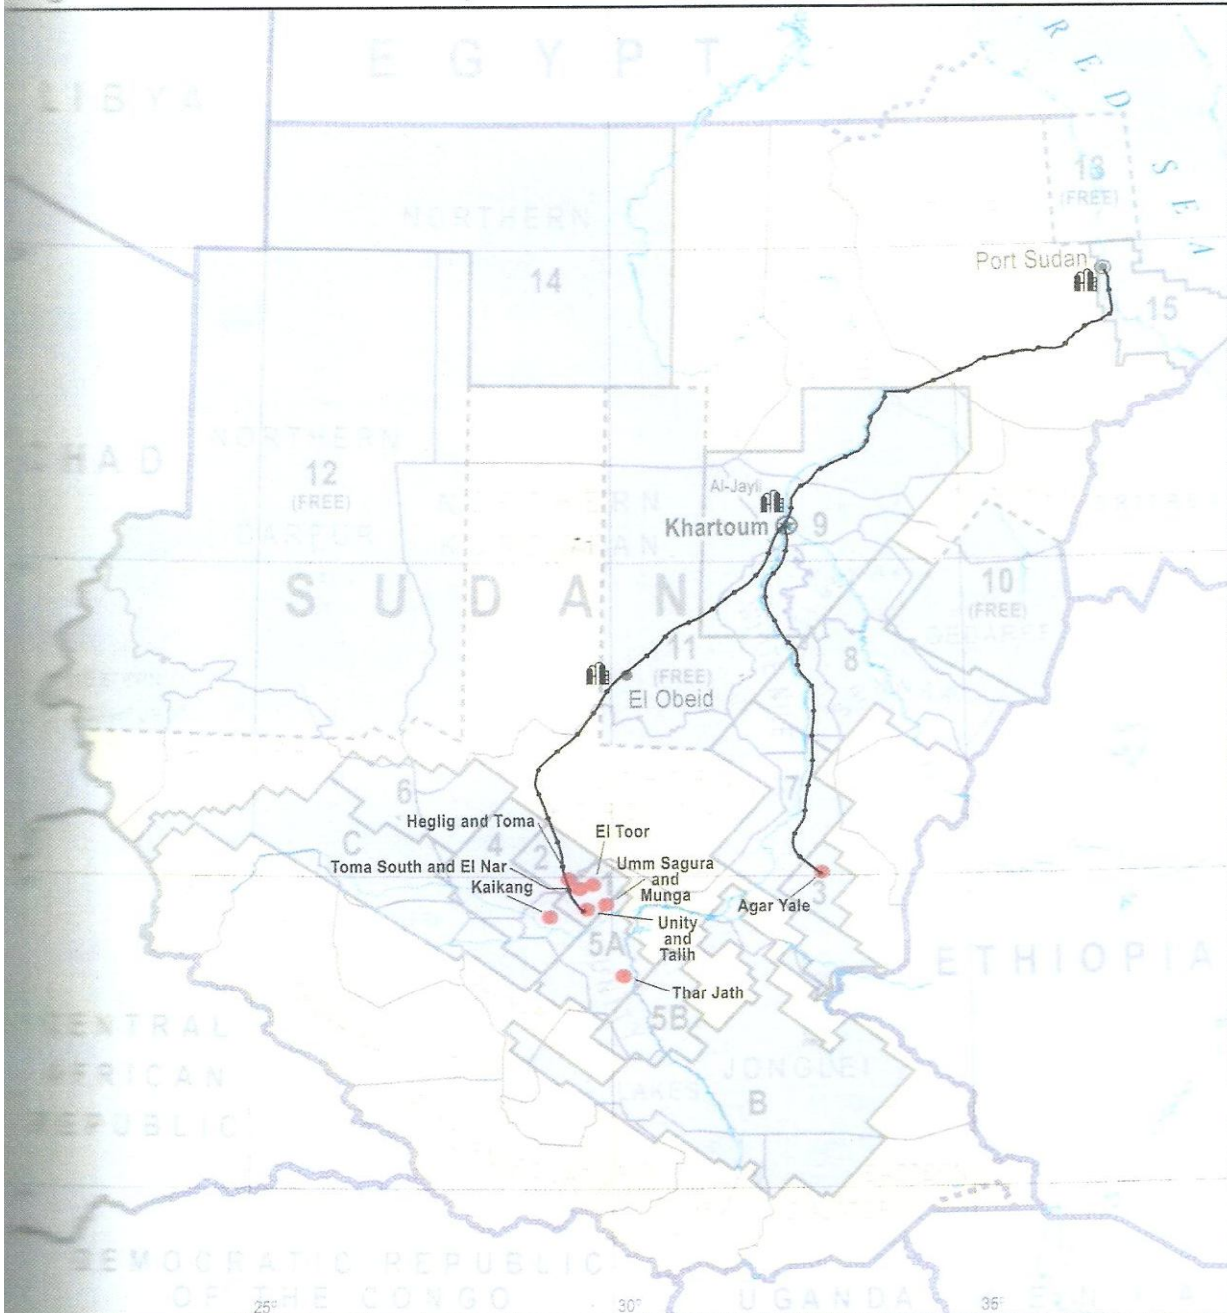 EGYPT
LIBYA
RED SEA
13
(FREE)
NORTHERN
Port Sudan
14
15
CHAD
NORTHERN
12
(FREE)
DARFUR
NORTHERN
Al-Jayli
Khartoum
9
SUDAN
10
(FREE)
GEDAREF
11
(FREE)
8
El Obeid
7
6
Heglig and Toma
El Toor
C
4
2
Toma South and El Nar
Umm Sagura
and
Munga
Kaikang
Agar Yale
3
Unity
and
Talih
5A
ETHIOPIA
Thar Jath
5B
CENTRAL
AFRICAN
REPUBLIC
JONGLEI
LAKES
B
DEMOCRATIC REPUBLIC
OF THE CONGO
UGANDA
25°
30°
35°